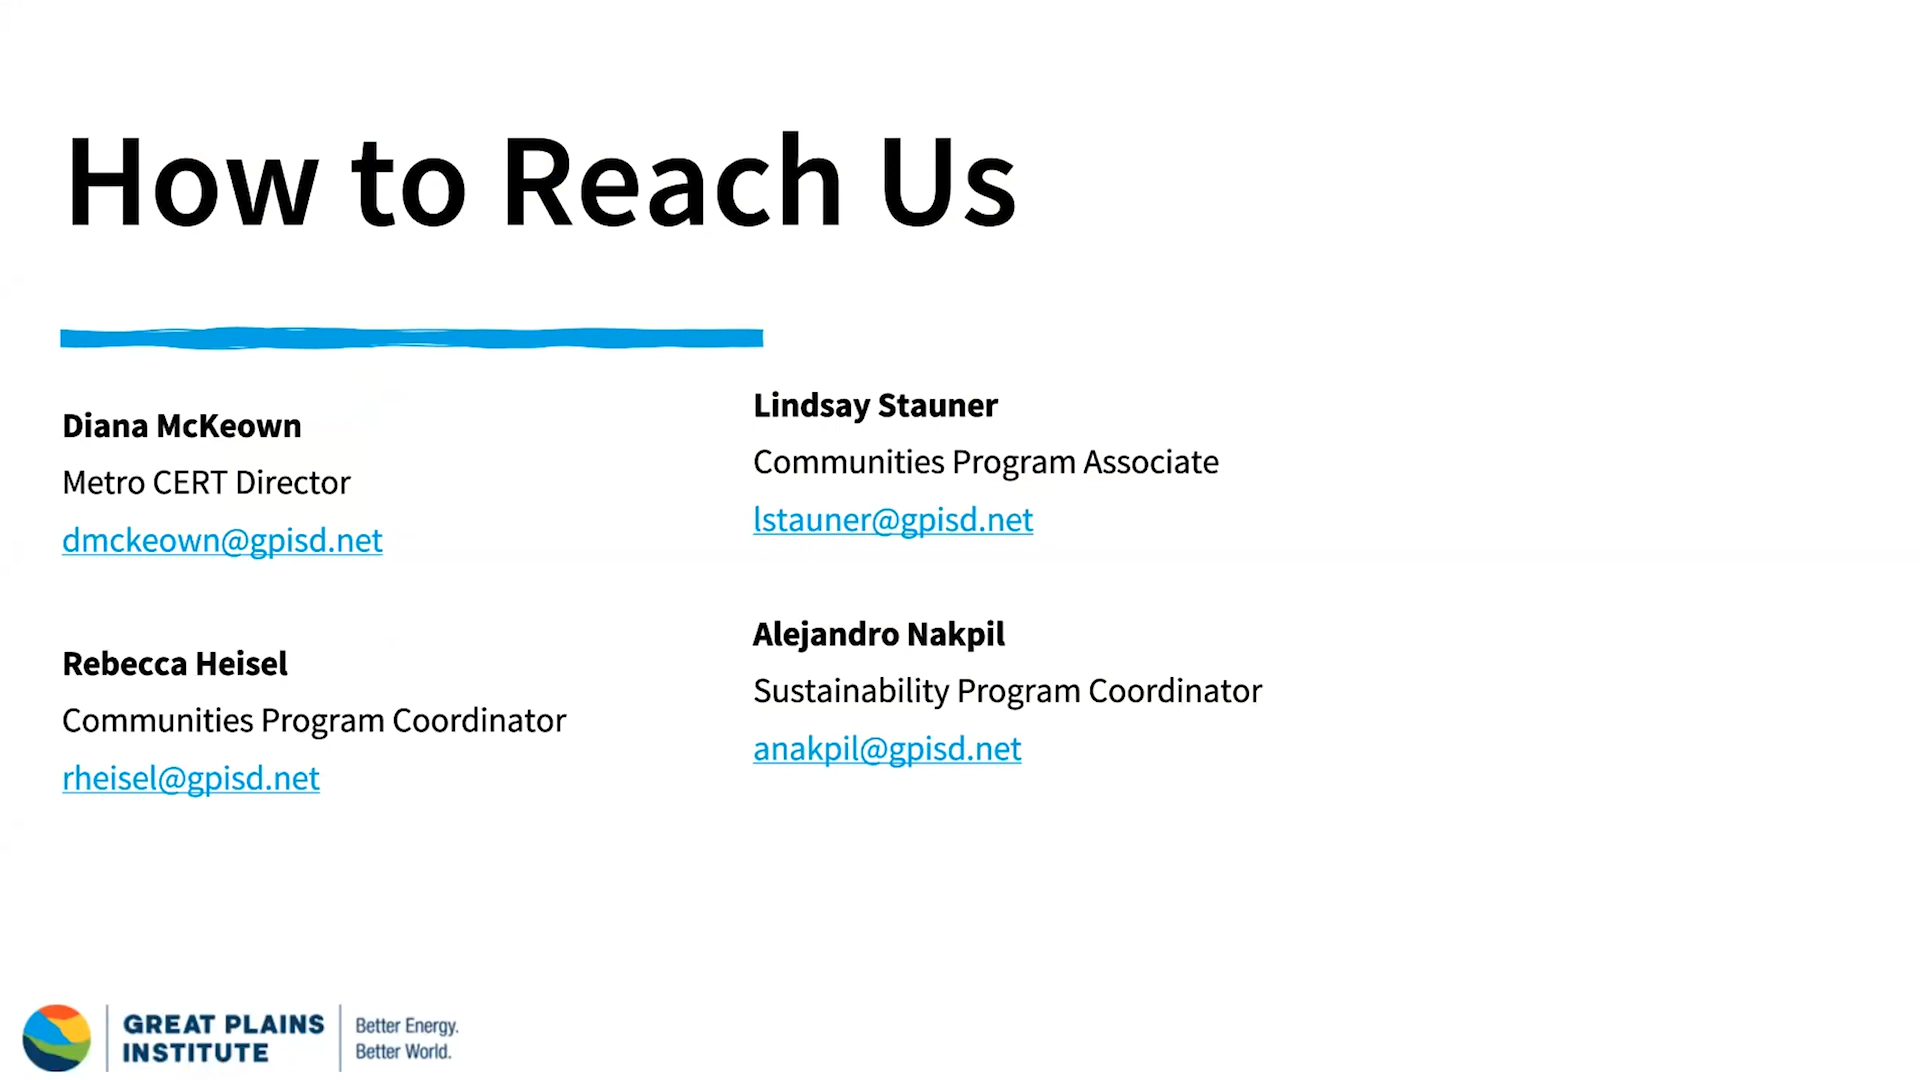 How to Reach Us
Diana McKeown
Metro CERT Director
dmckeown@gpisd.net
Rebecca Heisel
Communities Program Coordinator
rheisel@gpisd.net
Lindsay Stauner
Communities Program Associate
lstauner@gpisd.net
Alejandro Nakpil
Sustainability Program Coordinator
anakpil@gpisd.net
GREAT PLAINS
INSTITUTE
Better Energy.
Better World.